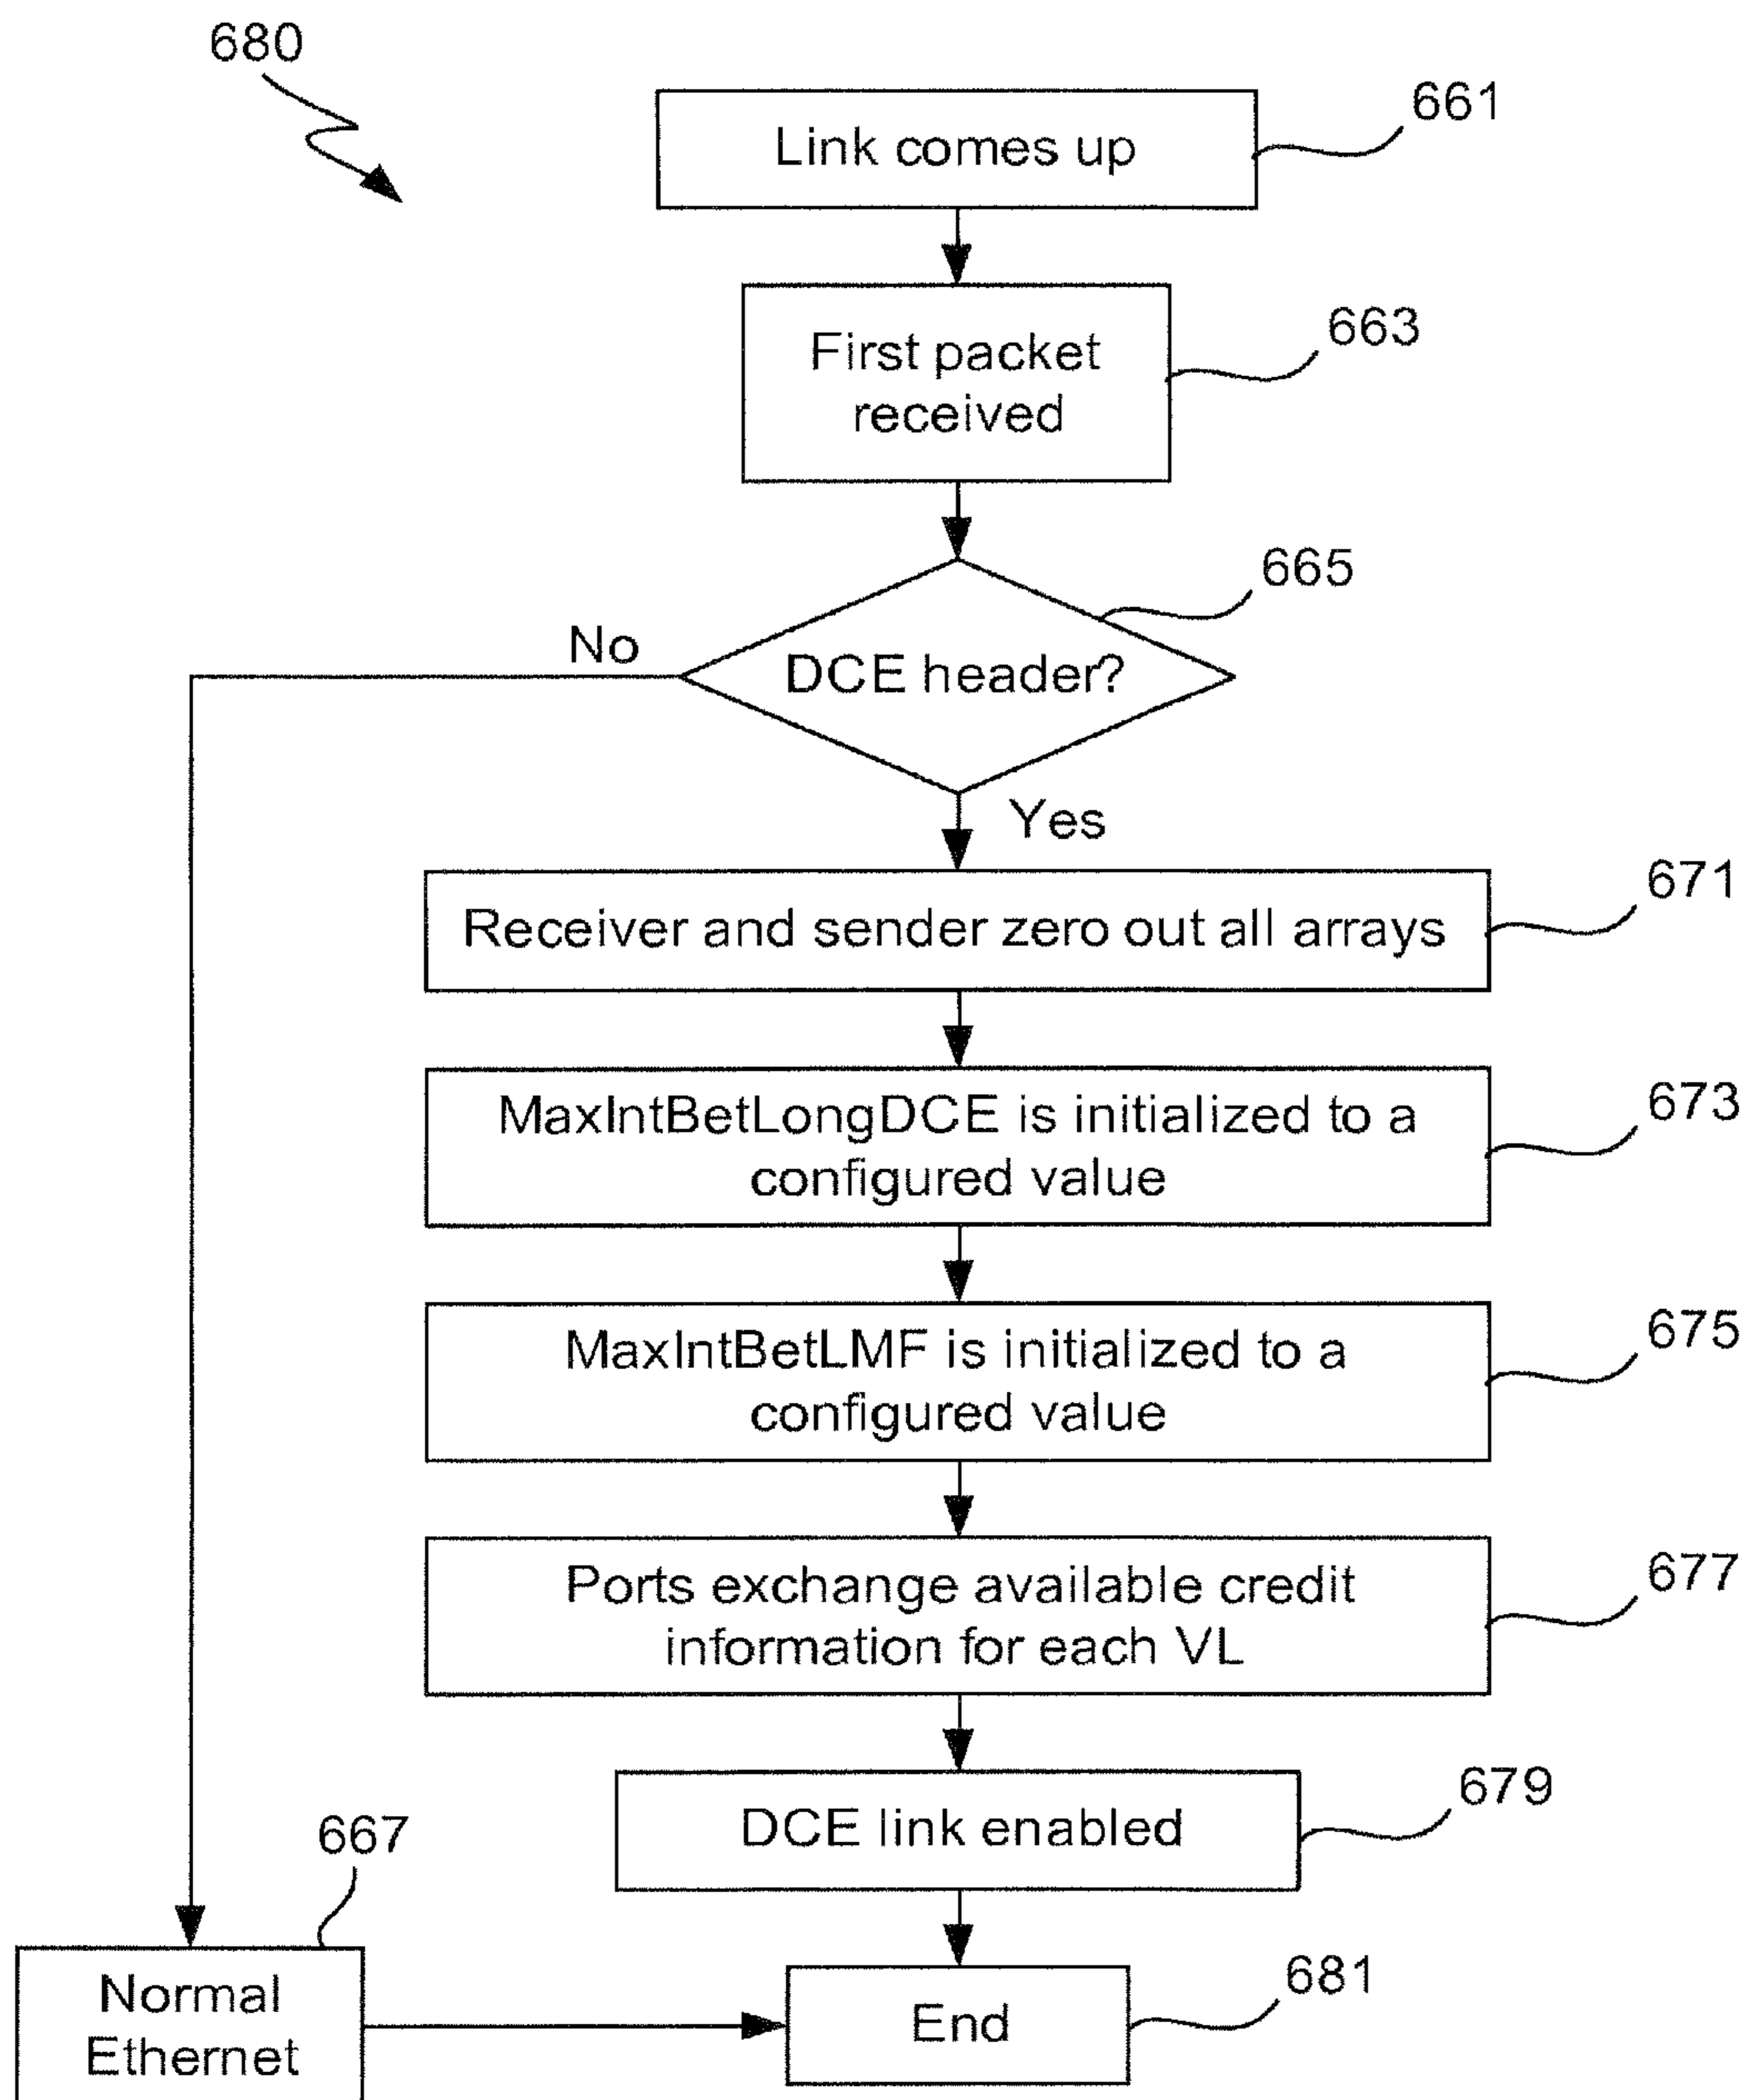 680
661
Link comes up
663
First packet
received
665
No
DCE header?
Yes
671
Receiver and sender zero out all arrays
673
MaxIntBetLongDCE is initialized to a
configured value
675
MaxIntBetLMF is initialized to a
configured value
677
Ports exchange available credit
information for each VL
679
DCE link enabled
667
Normal
Ethernet
681
End